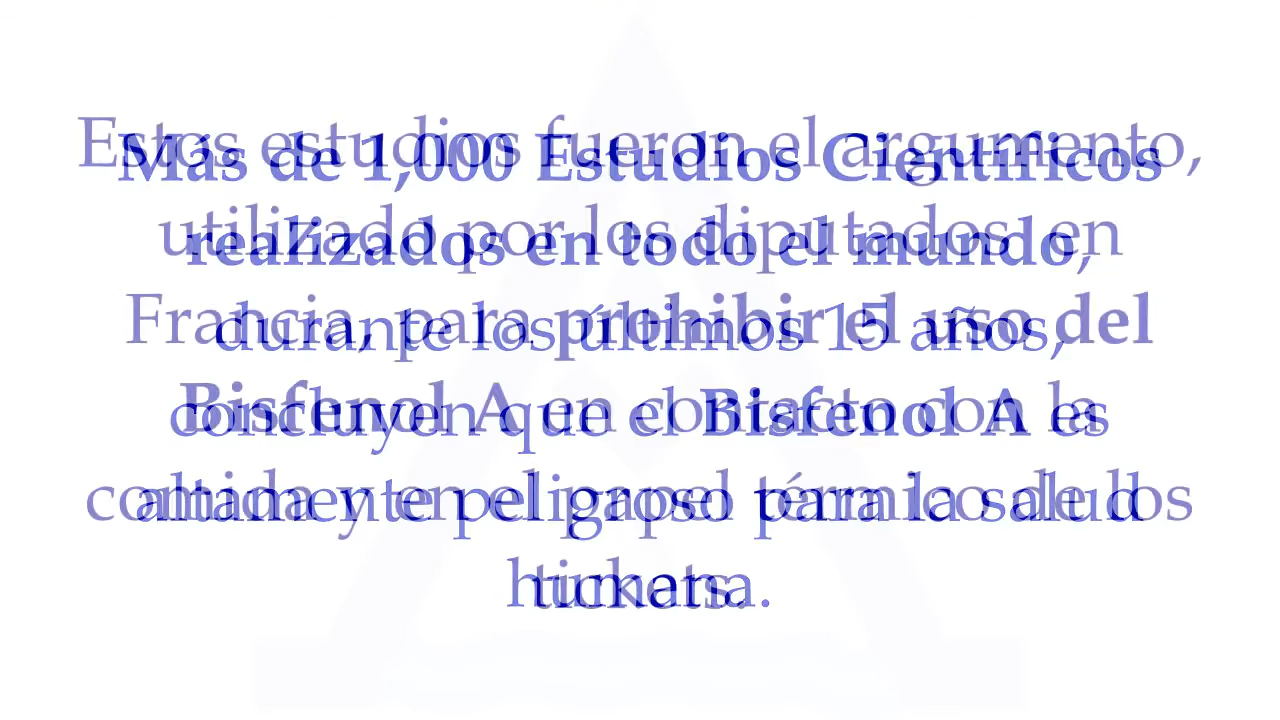 Más de 1,000 Estudios Científicos
realizados en todo el mundo,
durante los últimos 15 años,
concluyen que el Bisfenol A es
altamente peligroso para la salud
humana.
Estos estudios fueron el argumento,
utilizado por los diputados en
Francia, para prohibir el uso del
Bisfenol A en contacto con la
comida y en el papel térmico de los
tickets.